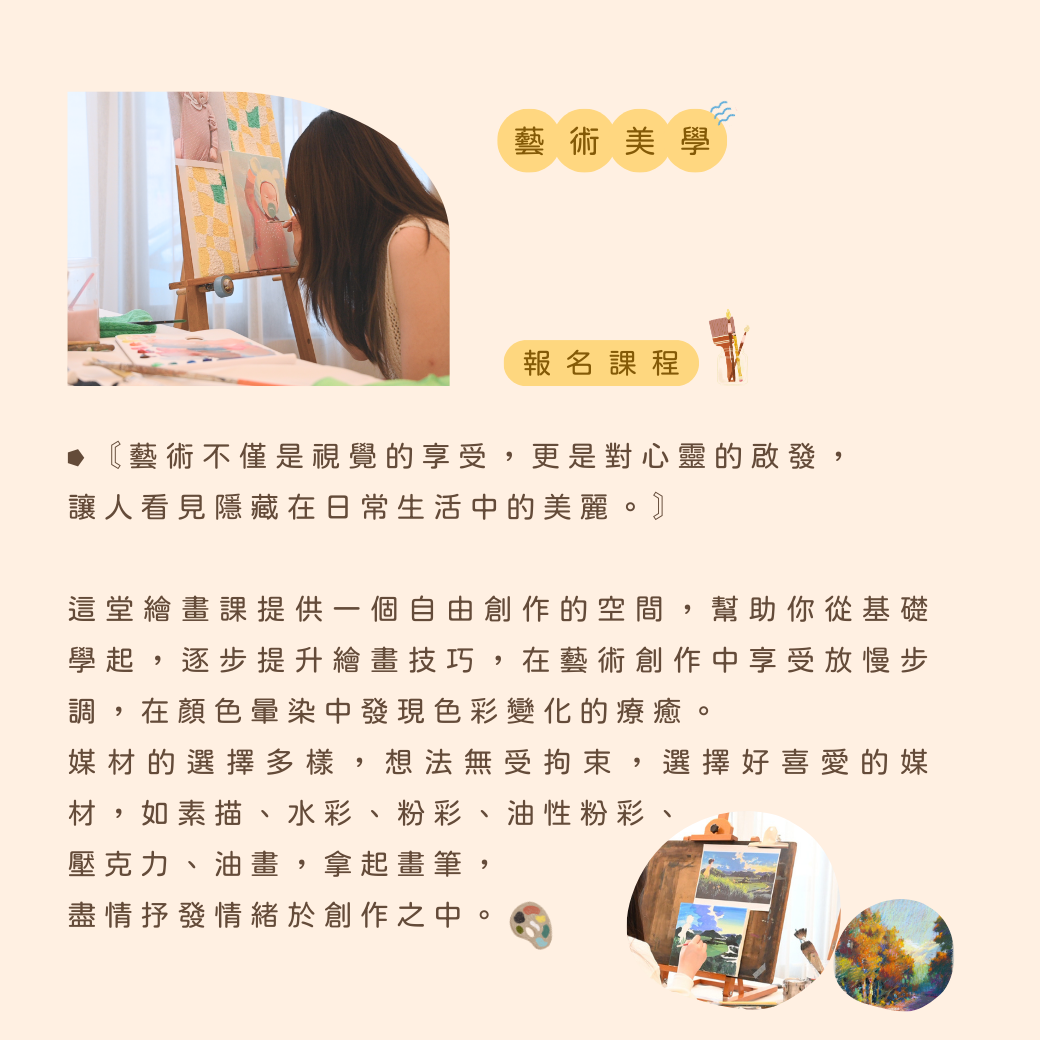 藝術美學
報名課程
〖藝術不僅是視覺的享受，更是對心靈的啟發，
讓人看見隱藏在日常生活中的美麗。〗
這堂繪畫課提供一個自由創作的空間，幫助你從基礎
學起，逐步提升繪畫技巧，在藝術創作中享受放慢步
調，在顏色暈染中發現色彩變化的療癒。
媒材的選擇多樣，想法無受拘束，選擇好喜愛的媒
材，如素描、水彩、粉彩、油性粉彩、
壓克力、油畫，拿起畫筆，
盡情抒發情緒於創作之中。